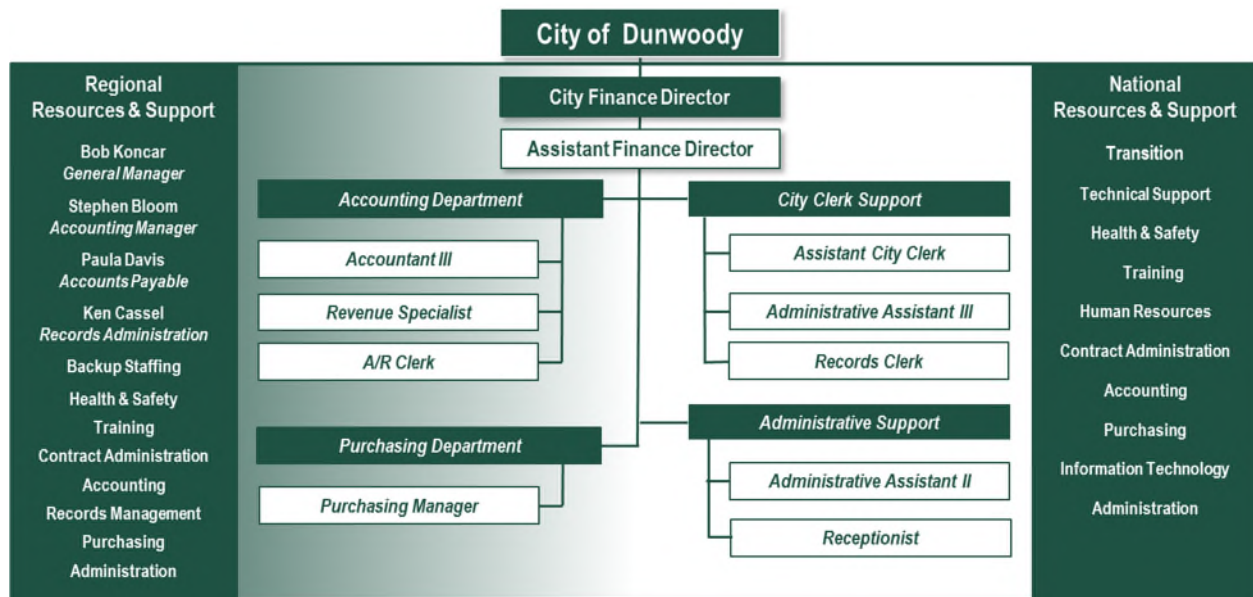 City of Dunwoody
Regional
Resources & Support
Bob Koncar
General Manager
Stephen Bloom
Accounting Manager
Paula Davis
Accounts Payable
Ken Cassel
Records Administration
Backup Staffing
Health & Safety
Training
Contract Administration
Accounting
Records Management
Purchasing
Administration
City Finance Director
Assistant Finance Director
Accounting Department
Accountant III
Revenue Specialist
A/R Clerk
Purchasing Department
Purchasing Manager
City Clerk Support
Assistant City Clerk
Administrative Assistant III
Records Clerk
Administrative Support
Administrative Assistant II
Receptionist
National
Resources & Support
Transition
Technical Support
Health & Safety
Training
Human Resources
Contract Administration
Accounting
Purchasing
Information Technology
Administration